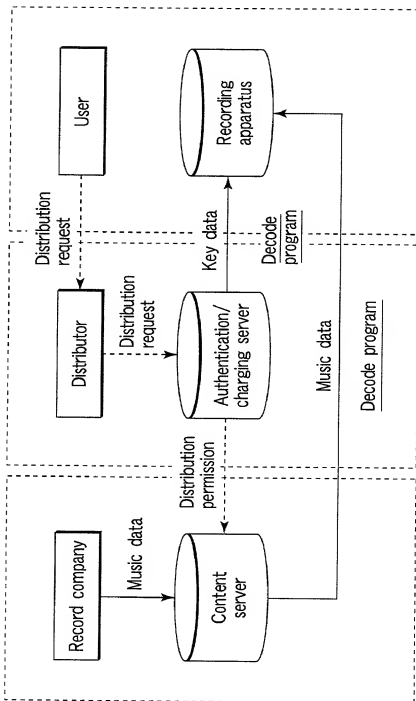 Record company
Music data
Content
server
Distribution
permission
Distributor
Distribution
request
Authentication/
charging server
Distribution
request
User
Key data
Decode
program
Recording
apparatus
Music data
Decode program